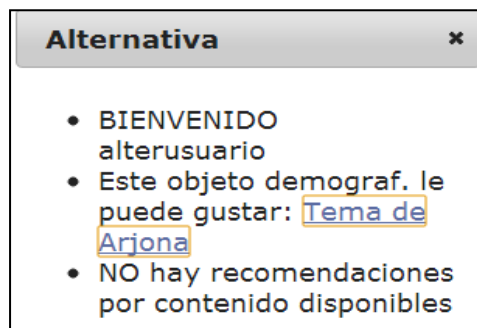 Alternativa ×
• BIENVENIDO
alterusuario
• Este objeto demograf. le
puede gustar: Tema de
Arjona
• NO hay recomendaciones
por contenido disponibles